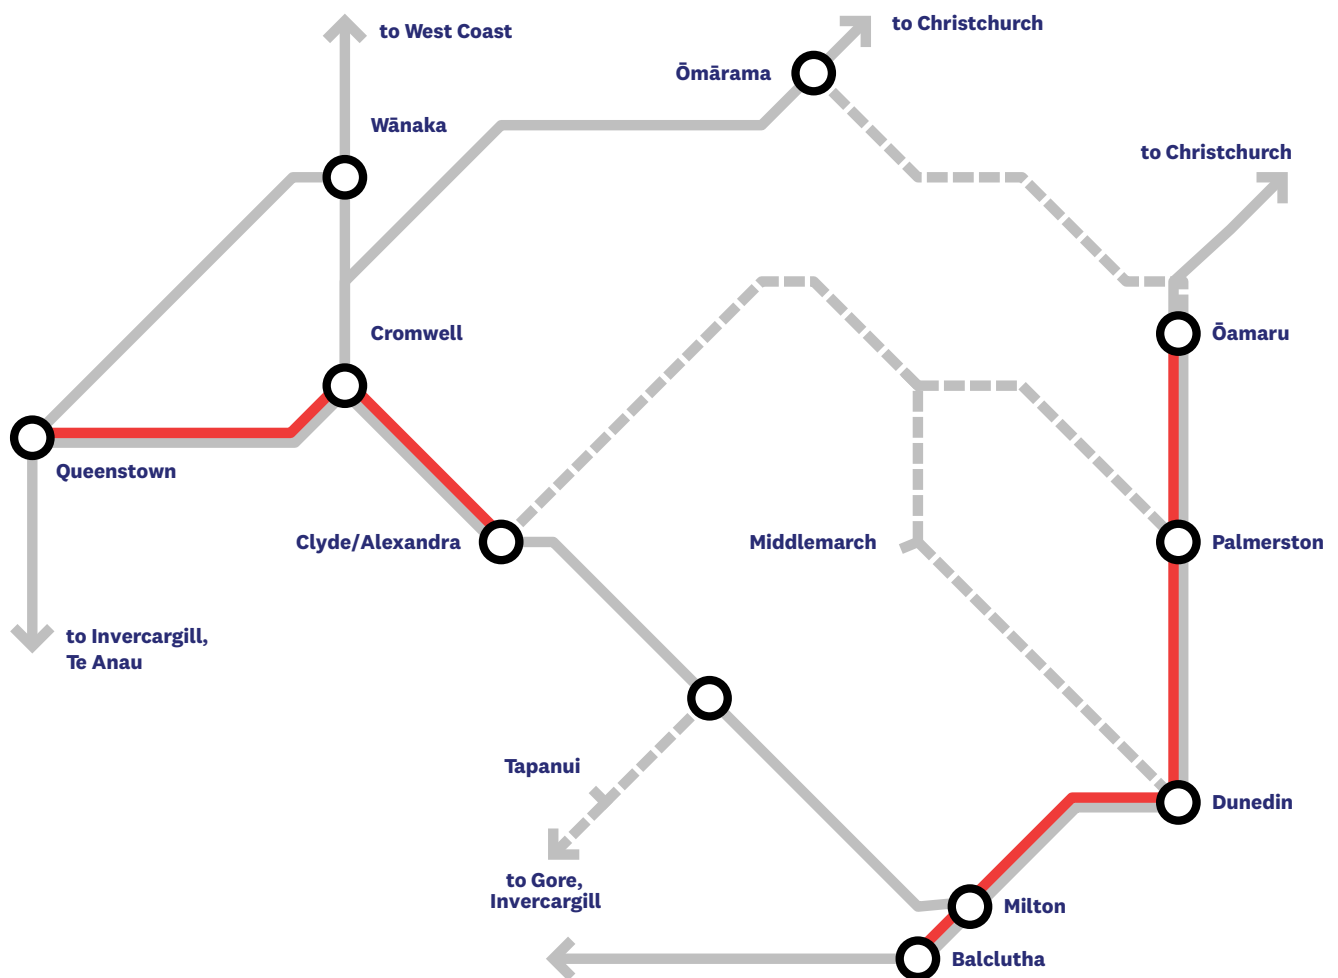 to West Coast
to Christchurch
Ōmārama
Wānaka
to Christchurch
Cromwell
Ōamaru
Queenstown
Clyde/Alexandra
Middlemarch
Palmerston
to Invercargill,
Te Anau
Tapanui
Dunedin
to Gore,
Invercargill
Milton
Balclutha